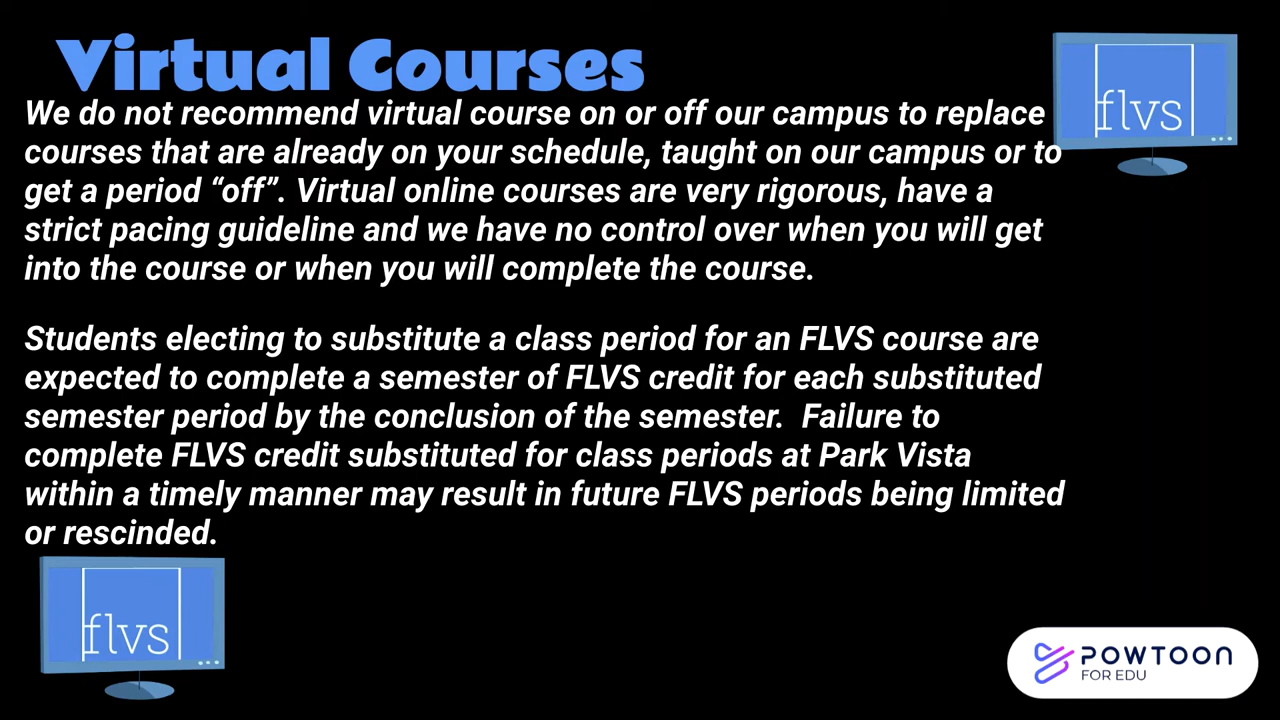 Virtual Courses
We do not recommend virtual course on or off our campus to replace
courses that are already on your schedule, taught on our campus or to
get a period “off”. Virtual online courses are very rigorous, have a
strict pacing guideline and we have no control over when you will get
into the course or when you will complete the course.
Students electing to substitute a class period for an FLVS course are
expected to complete a semester of FLVS credit for each substituted
semester period by the conclusion of the semester.  Failure to
complete FLVS credit substituted for class periods at Park Vista
within a timely manner may result in future FLVS periods being limited
or rescinded.
flvs
flvs
POWTOON
FOR EDU